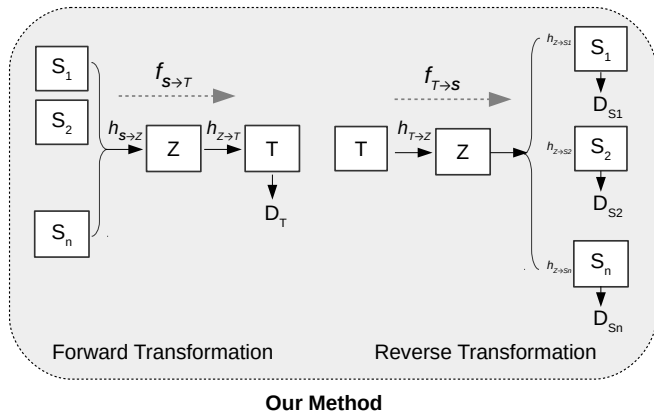 S1
S2
Sn
fS→T
hS→Z
Z
hZ→T
T
DT
Forward Transformation
fT→S
T
hT→Z
Z
hZ→S1
S1
DS1
hZ→S2
S2
DS2
hZ→Sn
Sn
DSn
Reverse Transformation
Our Method